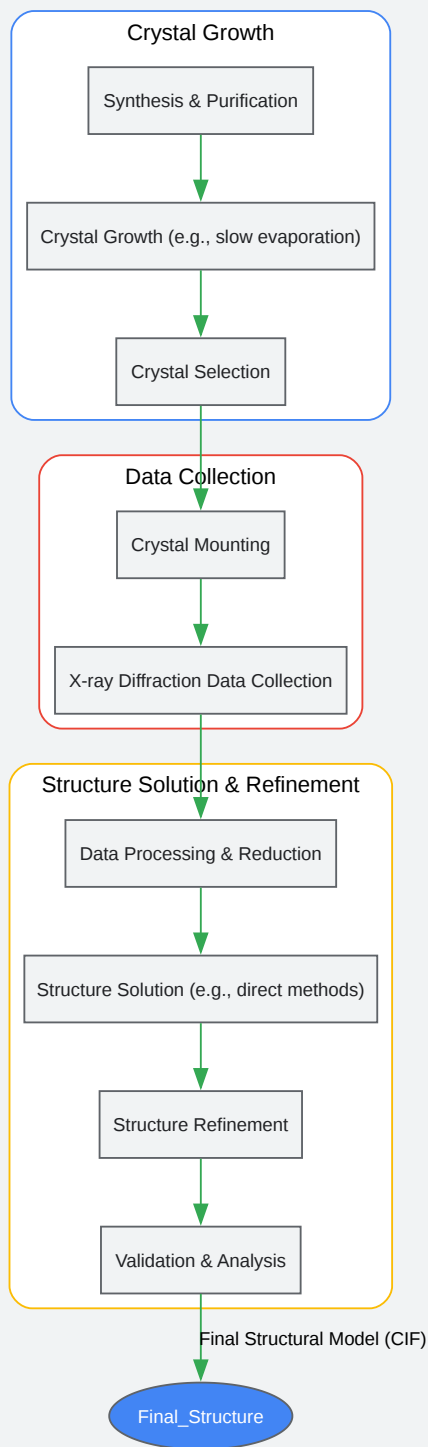 Crystal Growth
Synthesis & Purification
Crystal Growth (e.g., slow evaporation)
Crystal Selection
Data Collection
Crystal Mounting
X-ray Diffraction Data Collection
Structure Solution & Refinement
Data Processing & Reduction
Structure Solution (e.g., direct methods)
Structure Refinement
Validation & Analysis
Final Structural Model (CIF)
Final_Structure